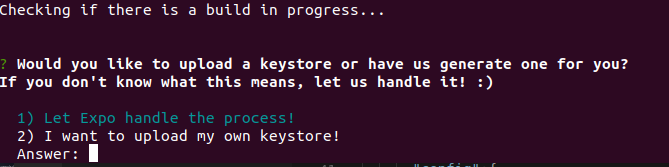 Checking if there is a build in progress...
? Would you like to upload a keystore or have us generate one for you?
If you don't know what this means, let us handle it! :)
1) Let Expo handle the process!
2) I want to upload my own keystore!
Answer:
"config" {